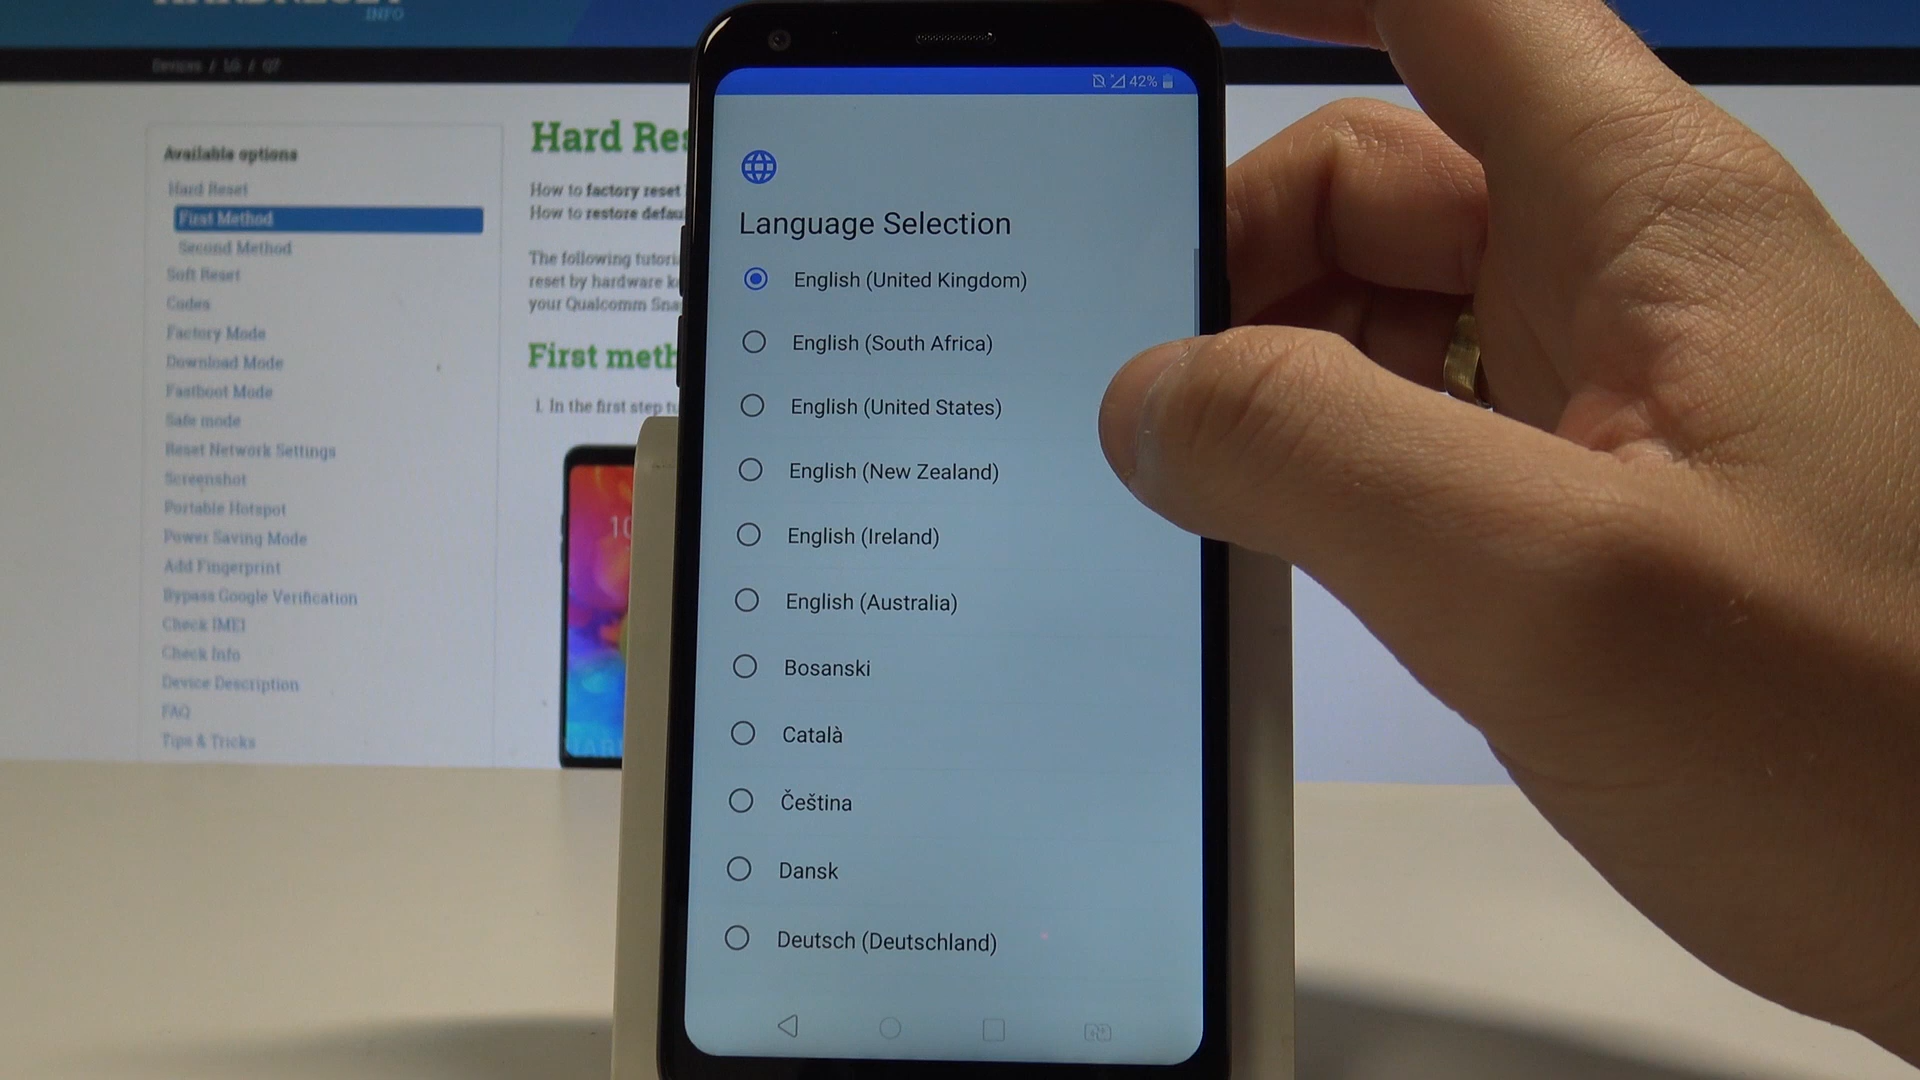 .INFO
Devices / LG / Q7
Available options
Hard Reset
First Method
Second Method
Soft Reset
Codes
Factory Mode
Download Mode
Fastboot Mode
Safe mode
Reset Network Settings
Screenshot
Portable Hotspot
Power Saving Mode
Add Fingerprint
Bypass Google Verification
Check IMEI
Check Info
Device Description
FAQ
Tips & Tricks
Hard Res
How to factory reset
How to restore defau
The following tutori
reset by hardware k
your Qualcomm Sna
First meth
1. In the first step tu
10
42%
Language Selection
English (United Kingdom)
English (South Africa)
English (United States)
English (New Zealand)
English (Ireland)
English (Australia)
Bosanski
Català
Čeština
Dansk
Deutsch (Deutschland)